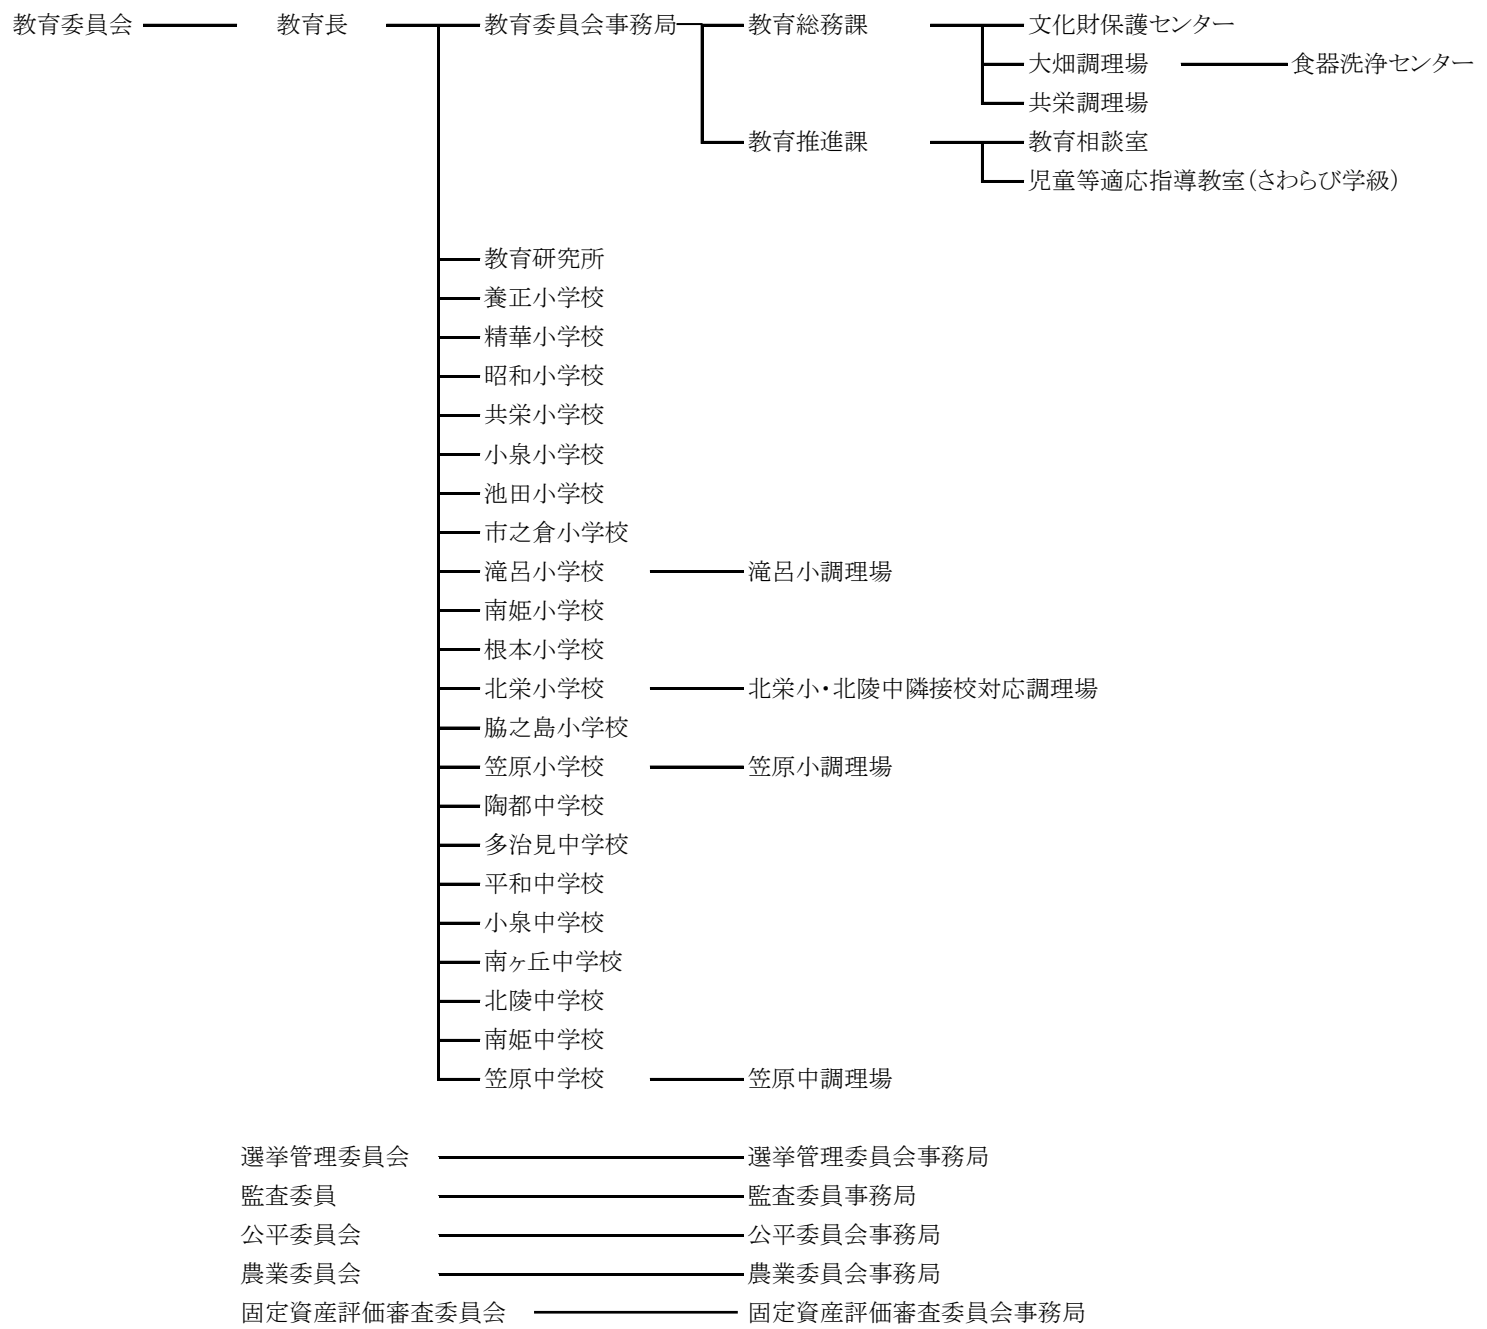 教育委員会 教育長 教育委員会事務局 教育総務課 文化財保護センター
大畑調理場 食器洗浄センター
共栄調理場
教育推進課 教育相談室
児童等適応指導教室(さわらび学級)
教育研究所
養正小学校
精華小学校
昭和小学校
共栄小学校
小泉小学校
池田小学校
市之倉小学校
滝呂小学校 滝呂小調理場
南姫小学校
根本小学校
北栄小学校 北栄小・北陵中隣接校対応調理場
脇之島小学校
笠原小学校 笠原小調理場
陶都中学校
多治見中学校
平和中学校
小泉中学校
南ヶ丘中学校
北陵中学校
南姫中学校
笠原中学校 笠原中調理場
選挙管理委員会 選挙管理委員会事務局
監査委員 監査委員事務局
公平委員会 公平委員会事務局
農業委員会 農業委員会事務局
固定資産評価審査委員会 固定資産評価審査委員会事務局